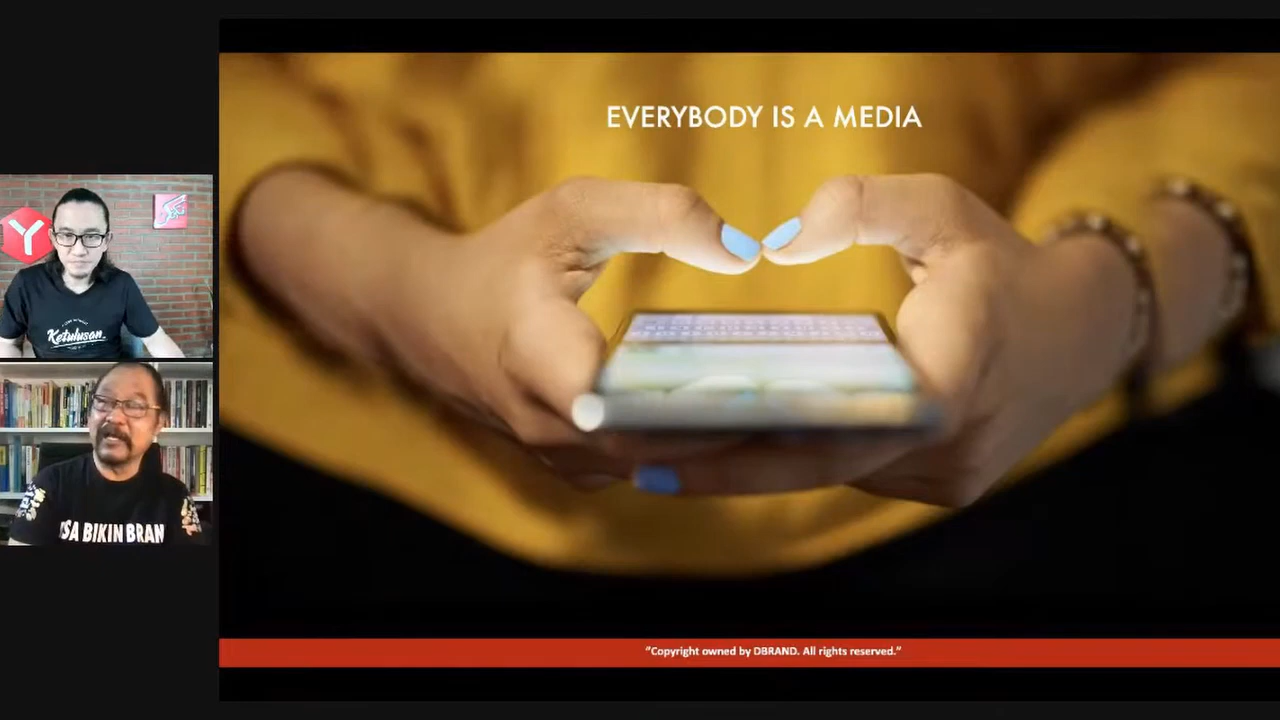 EVERYBODY IS A MEDIA
Y
Ketulusan
SA BIKIN BRAN
“Copyright owned by DBRAND. All rights reserved.”